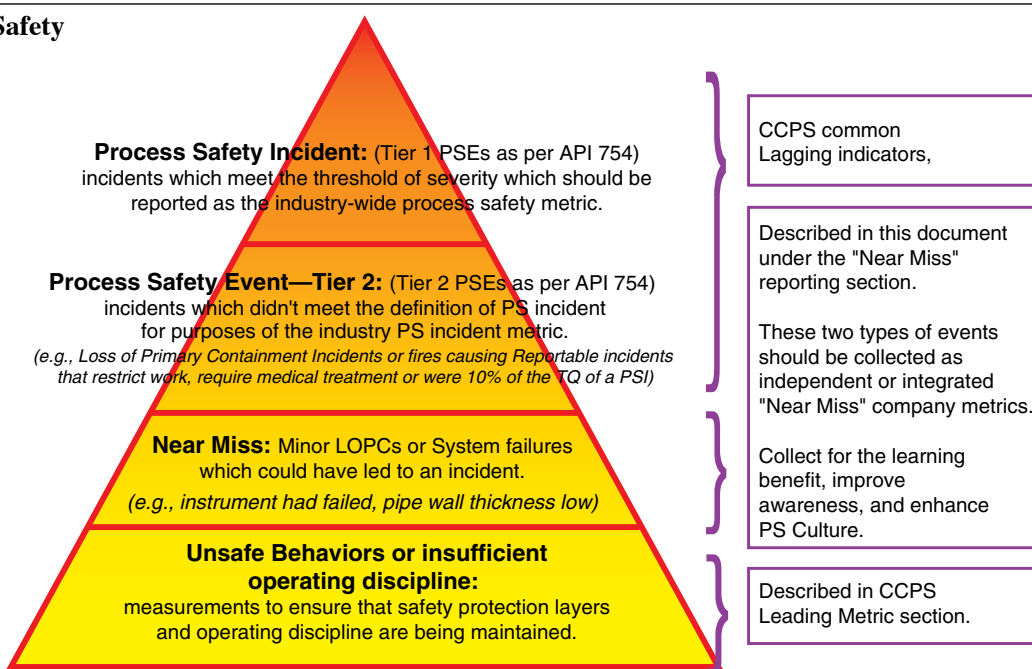 Safety
Process Safety Incident: (Tier 1 PSEs as per API 754)
incidents which meet the threshold of severity which should be
reported as the industry-wide process safety metric.
Process Safety Event—Tier 2: (Tier 2 PSEs as per API 754)
incidents which didn't meet the definition of PS incident
for purposes of the industry PS incident metric.
(e.g., Loss of Primary Containment Incidents or fires causing Reportable incidents
that restrict work, require medical treatment or were 10% of the TQ of a PSI)
Near Miss: Minor LOPCs or System failures
which could have led to an incident.
(e.g., instrument had failed, pipe wall thickness low)
Unsafe Behaviors or insufficient
operating discipline:
measurements to ensure that safety protection layers
and operating discipline are being maintained.
CCPS common
Lagging indicators,
Described in this document
under the "Near Miss"
reporting section.
These two types of events
should be collected as
independent or integrated
"Near Miss" company metrics.
Collect for the learning
benefit, improve
awareness, and enhance
PS Culture.
Described in CCPS
Leading Metric section.